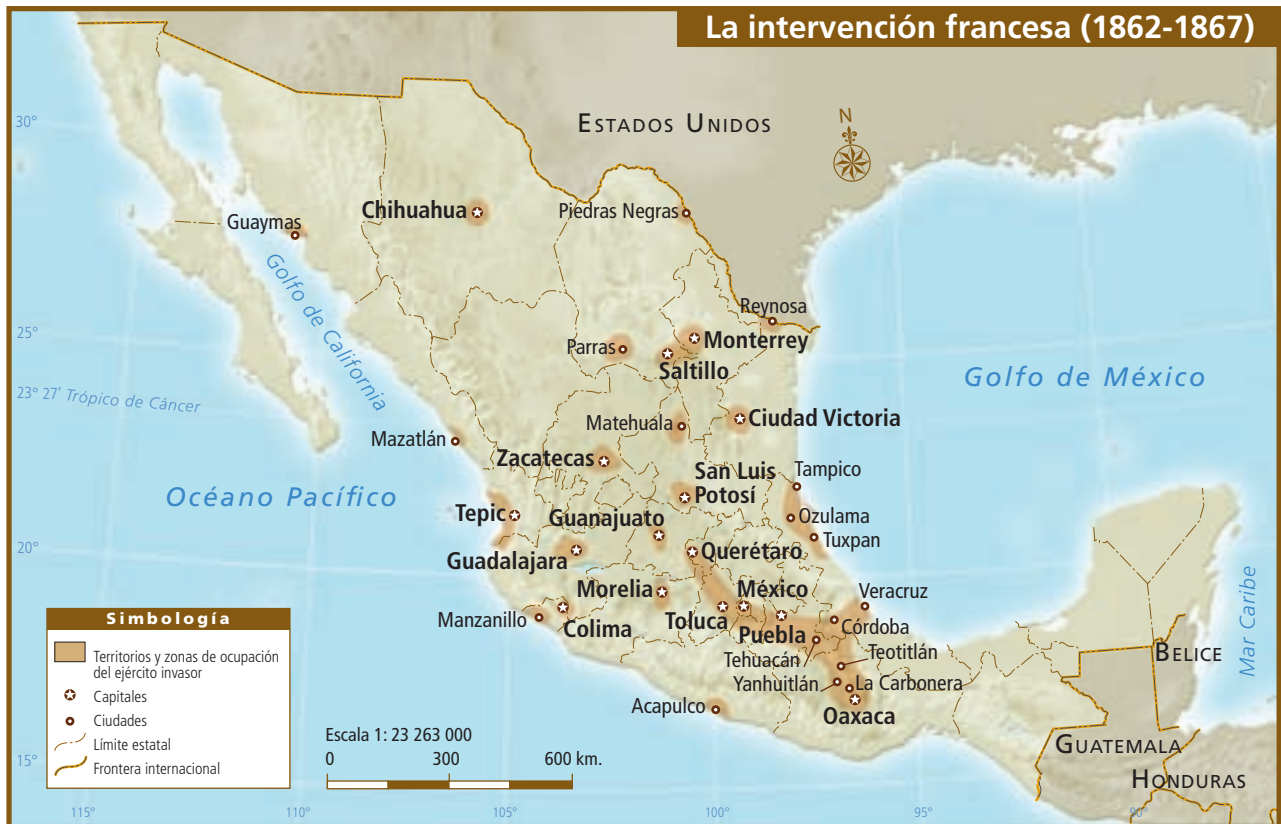 La intervención francesa (1862-1867)
ESTADOS UNIDOS
N
30°
Chihuahua
Piedras Negras
Guaymas
Golfo de California
Reynosa
25°
Monterrey
Parras
Saltillo
Golfo de México
23° 27' Trópico de Cáncer
Ciudad Victoria
Matehuala
Mazatlán
Zacatecas
San Luis
Potosí
Tampico
Océano Pacífico
Tepic
Guanajuato
Ozulama
Tuxpan
20°
Guadalajara
Querétaro
Morelia
México
Veracruz
Mar Caribe
Manzanillo
Colima
Toluca
Puebla
Córdoba
Tehuacán
Teotitlán
BELICE
Yanhuitlán
La Carbonera
Acapulco
Oaxaca
GUATEMALA
HONDURAS
Simbología
Territorios y zonas de ocupación
del ejército invasor
Capitales
Ciudades
Límite estatal
Frontera internacional
Escala 1: 23 263 000
0 300 600 km.
15°
115° 110° 105° 100° 95° 90°